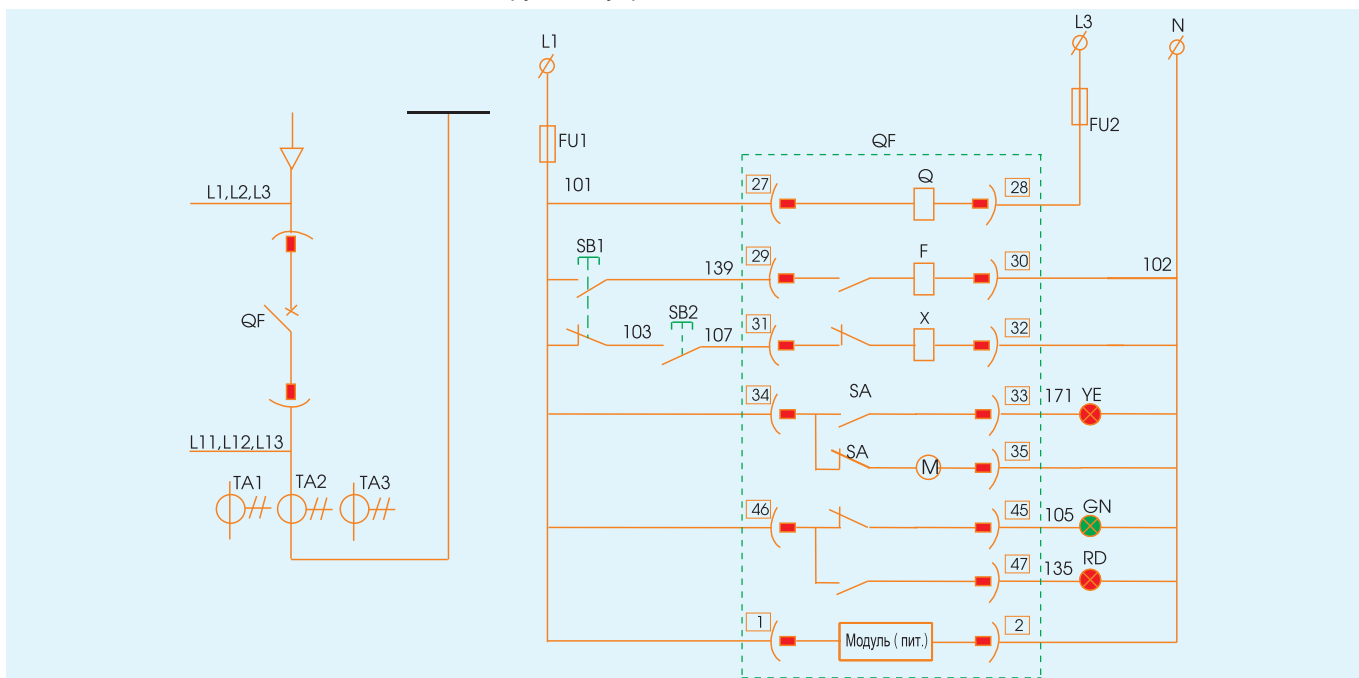 L1
L3
N
FU1
FU2
QF
101
27
Q
28
L1,L2,L3
SB1
139
29
F
30
102
QF
103
SB2
107
31
X
32
34
SA
33
171
YE
L11,L12,L13
SA
M
35
TA1
TA2
TA3
46
45
105
GN
47
135
RD
1
Модуль ( пит.)
2